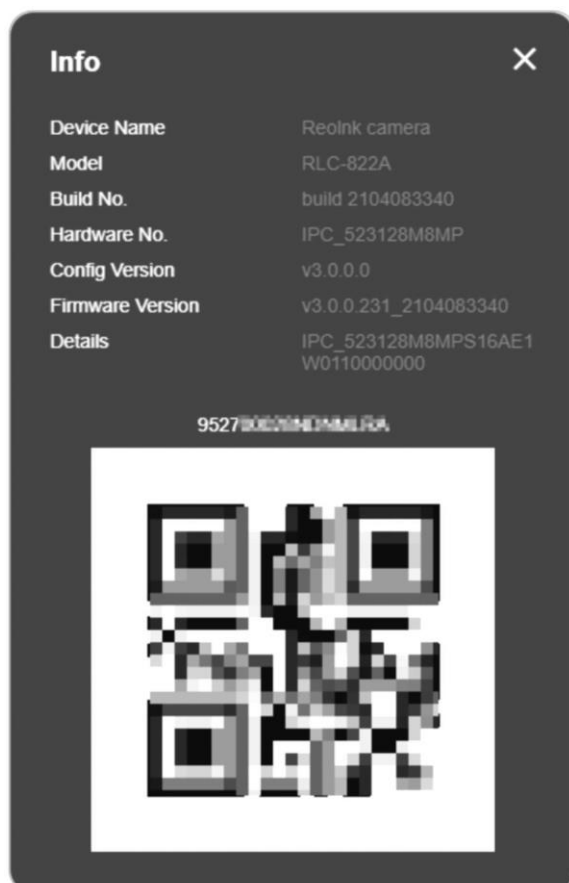 Info
Device Name Reolnk camera
Model RLC-822A
Build No. build 2104083340
Hardware No. IPC_523128M8MP
Config Version v3.0.0.0
Firmware Version v3.0.0.231_2104083340
Details IPC_523128M8MPS16AE1
W0110000000
9527